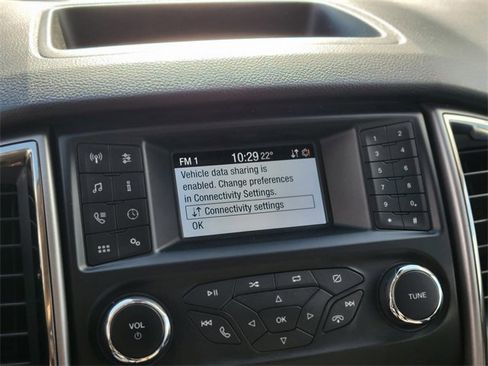 FM 1 10:29 22°
Vehicle data sharing is
enabled. Change preferences
in Connectivity Settings.
Connectivity settings
OK
1 2
3 4
5 6
7 8
9 0
* #
VOL
OK
TUNE